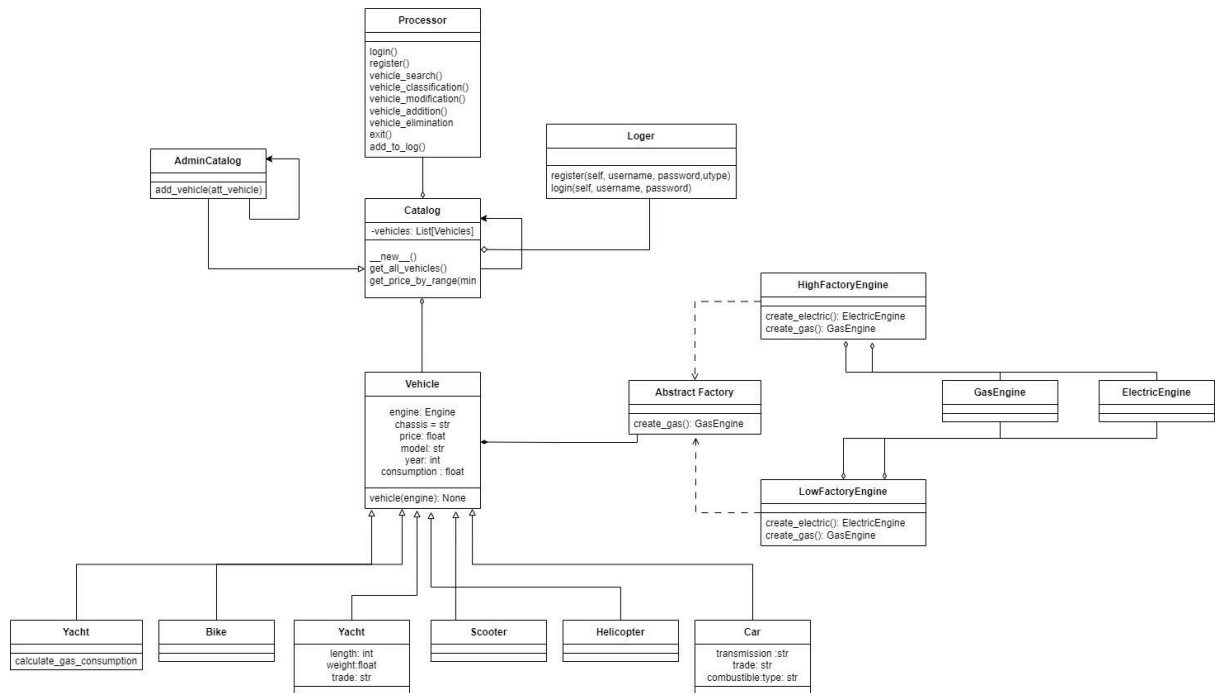 Processor
login()
register()
vehicle_search()
vehicle_classification()
vehicle_modification()
vehicle_addition()
vehicle_elimination
exit()
add_to_log()
Loger
register(self, username, password,utype)
login(self, username, password)
AdminCatalog
add_vehicle(att_vehicle)
Catalog
-vehicles: List[Vehicles]
__new__()
get_all_vehicles()
get_price_by_range(min
HighFactoryEngine
create_electric(): ElectricEngine
create_gas(): GasEngine
Vehicle
engine: Engine
chassis = str
price: float
model: str
year: int
consumption : float
vehicle(engine): None
Abstract Factory
create_gas(): GasEngine
GasEngine
ElectricEngine
LowFactoryEngine
create_electric(): ElectricEngine
create_gas(): GasEngine
Yacht
calculate_gas_consumption
Bike
Yacht
length: int
weight:float
trade: str
Scooter
Helicopter
Car
transmission :str
trade: str
combustible:type: str